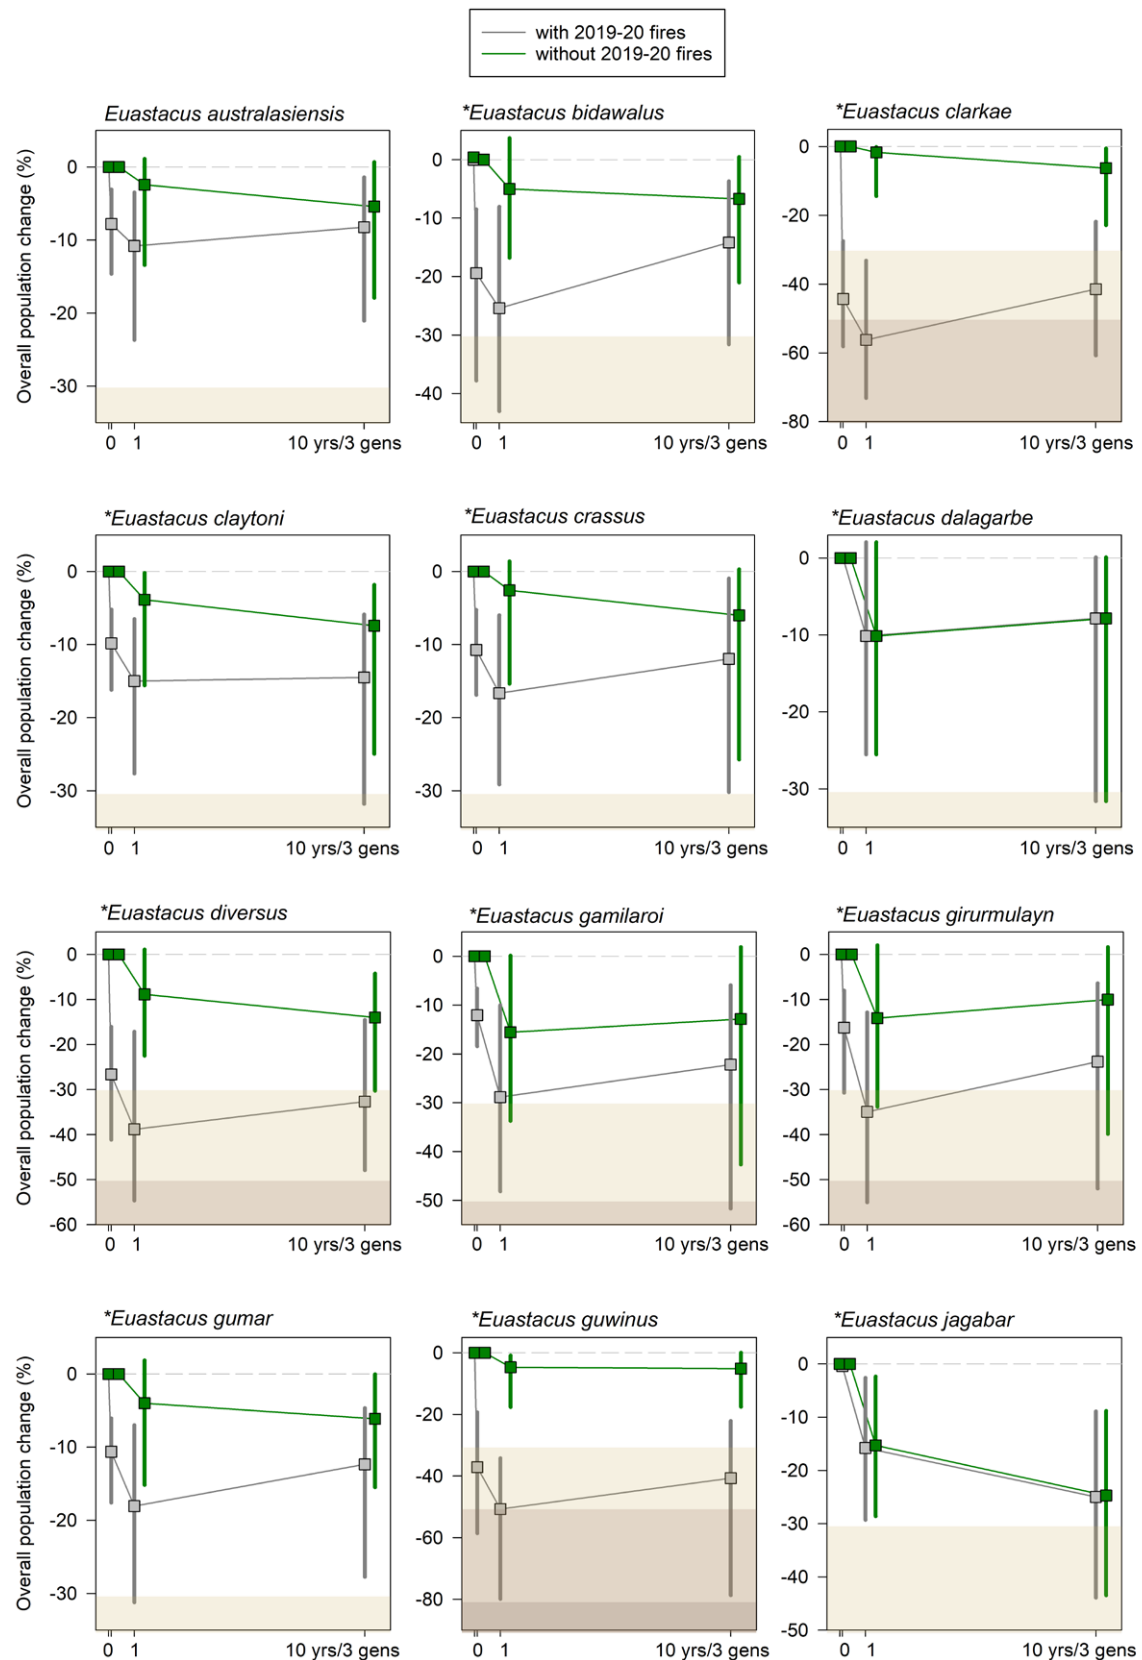 with 2019-20 fires
without 2019-20 fires
Euastacus australasiensis
*Euastacus bidawalus
*Euastacus clarkae
Overall population change (%)
0
-10
-20
-30
0 1 10 yrs/3 gens
0
-10
-20
-30
-40
0 1 10 yrs/3 gens
0
-20
-40
-60
-80
0 1 10 yrs/3 gens
*Euastacus claytoni
*Euastacus crassus
*Euastacus dalagarbe
Overall population change (%)
0
-10
-20
-30
0 1 10 yrs/3 gens
0
-10
-20
-30
0 1 10 yrs/3 gens
0
-10
-20
-30
0 1 10 yrs/3 gens
*Euastacus diversus
*Euastacus gamilaroi
*Euastacus girurmulayn
Overall population change (%)
0
-10
-20
-30
-40
-50
-60
0 1 10 yrs/3 gens
0
-10
-20
-30
-40
-50
0 1 10 yrs/3 gens
0
-10
-20
-30
-40
-50
-60
0 1 10 yrs/3 gens
*Euastacus gumar
*Euastacus guwinus
*Euastacus jagabar
Overall population change (%)
0
-10
-20
-30
0 1 10 yrs/3 gens
0
-20
-40
-60
-80
0 1 10 yrs/3 gens
0
-10
-20
-30
-40
-50
0 1 10 yrs/3 gens